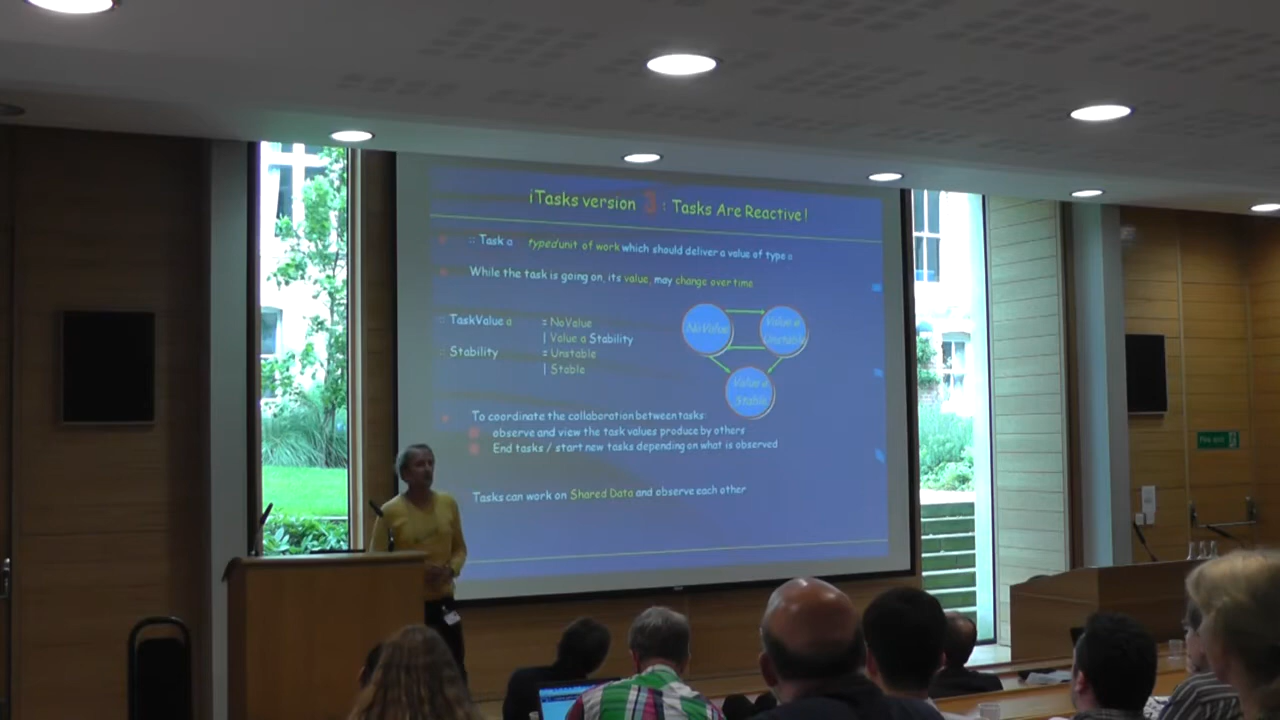 iTasks version 3 : Tasks Are Reactive!
:: Task a typed unit of work which should deliver a value of type a
While the task is going on, its value, may change over time
:: TaskValue a = NoValue
| Value a Stability
:: Stability = Unstable
| Stable
No Value
Value a
Unstable
Value a
Stable
To coordinate the collaboration between tasks:
observe and view the task values produce by others
End tasks / start new tasks depending on what is observed
Tasks can work on Shared Data and observe each other